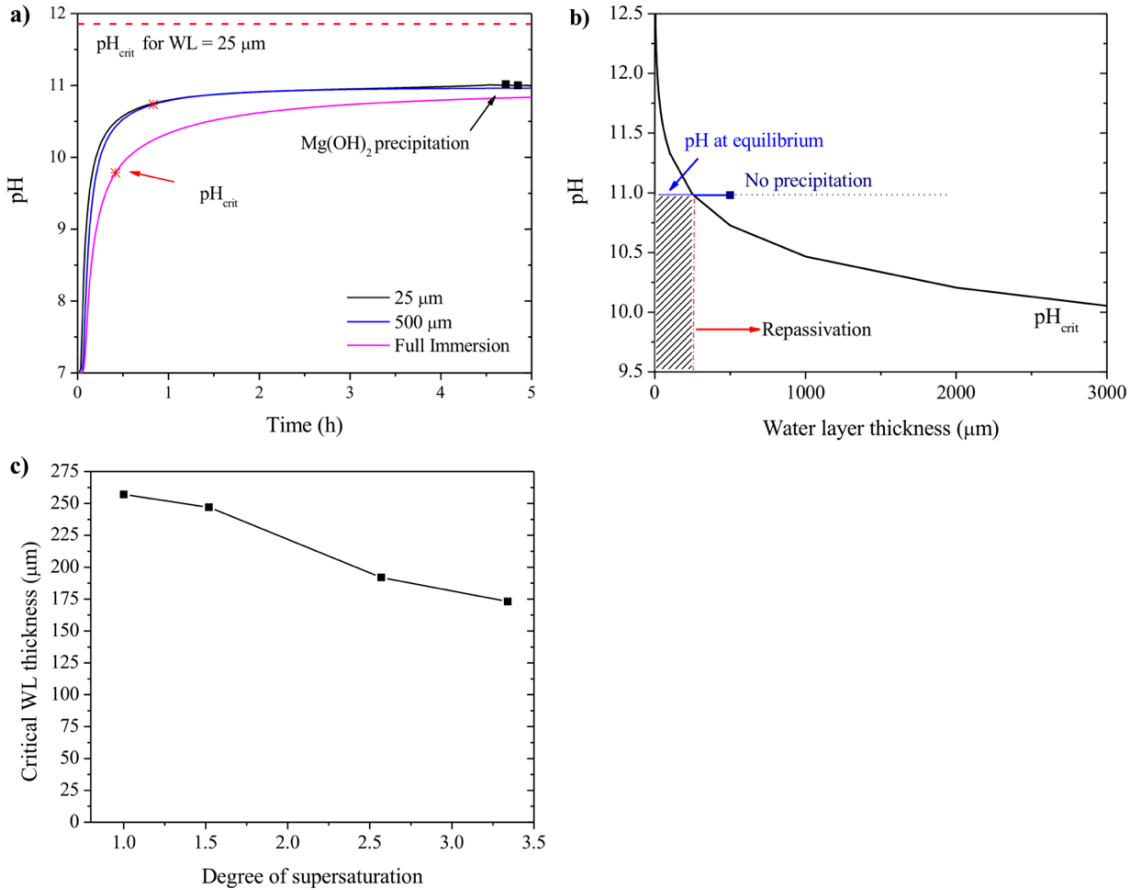 a)
12
11
10
9
8
7
pH
pH_crit for WL = 25 μm
Mg(OH)₂ precipitation
pH_crit
25 μm
500 μm
Full Immersion
0 1 2 3 4 5
Time (h)
b)
12.5
12.0
11.5
11.0
10.5
10.0
9.5
pH
pH at equilibrium
No precipitation
Repassivation
pH_crit
0 1000 2000 3000
Water layer thickness (μm)
c)
275
250
225
200
175
150
125
100
75
50
25
0
Critical WL thickness (μm)
1.0 1.5 2.0 2.5 3.0 3.5
Degree of supersaturation